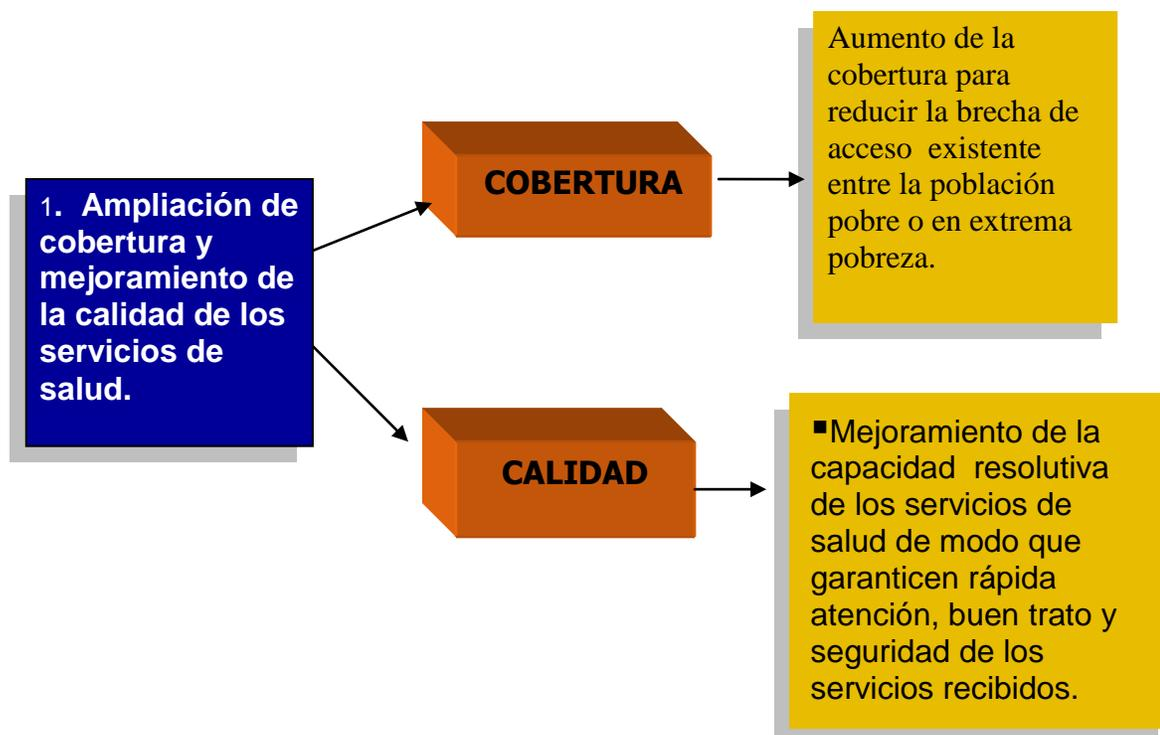 1. Ampliación de
cobertura y
mejoramiento de
la calidad de los
servicios de
salud.
COBERTURA
Aumento de la
cobertura para
reducir la brecha de
acceso existente
entre la población
pobre o en extrema
pobreza.
CALIDAD
▪Mejoramiento de la
capacidad resolutiva
de los servicios de
salud de modo que
garanticen rápida
atención, buen trato y
seguridad de los
servicios recibidos.